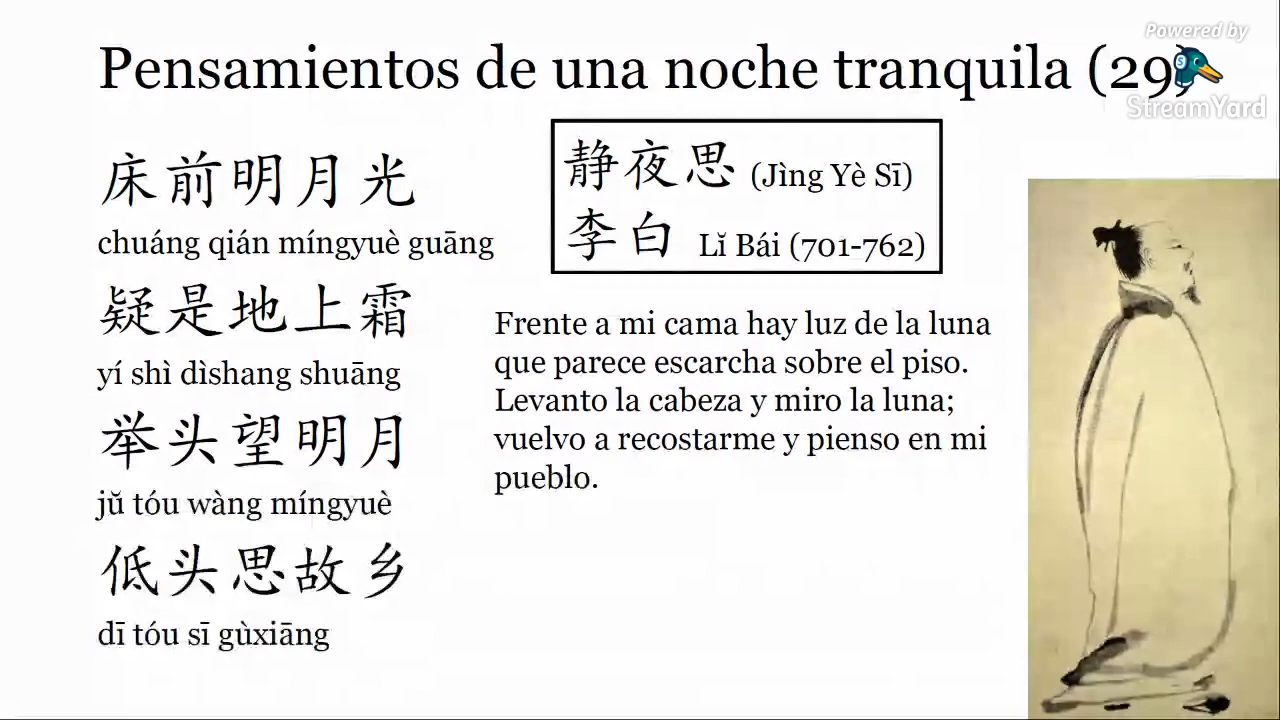 Pensamientos de una noche tranquila (29)
Powered by
StreamYard
床前明月光
chuáng qián míngyuè guāng
疑是地上霜
yí shì dìshang shuāng
举头望明月
jŭ tóu wàng míngyuè
低头思故乡
dī tóu sī gùxiāng
静夜思 (Jìng Yè Sī)
李白 Lĭ Bái (701-762)
Frente a mi cama hay luz de la luna
que parece escarcha sobre el piso.
Levanto la cabeza y miro la luna;
vuelvo a recostarme y pienso en mi
pueblo.